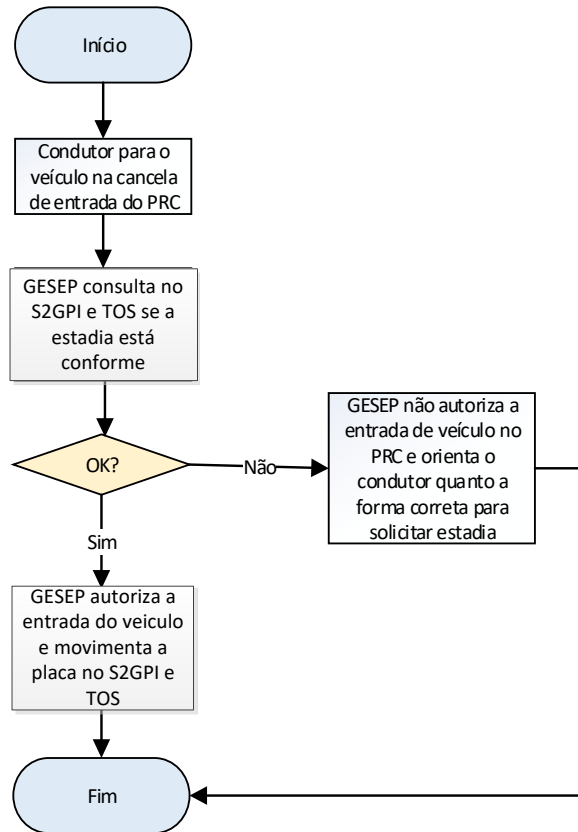 Início
Condutor para o
veículo na cancela
de entrada do PRC
GESEP consulta no
S2GPI e TOS se a
estadia está
conforme
OK?
Não
GESEP não autoriza a
entrada de veículo no
PRC e orienta o
condutor quanto a
forma correta para
solicitar estadia
Sim
GESEP autoriza a
entrada do veiculo
e movimenta a
placa no S2GPI e
TOS
Fim